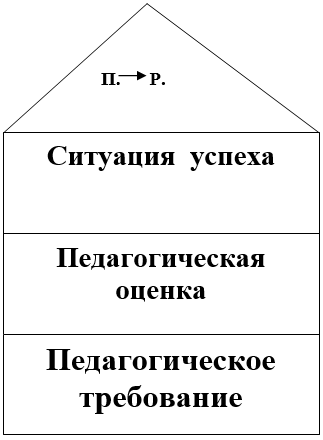 П. → Р.
Ситуация успеха
Педагогическая
оценка
Педагогическое
требование